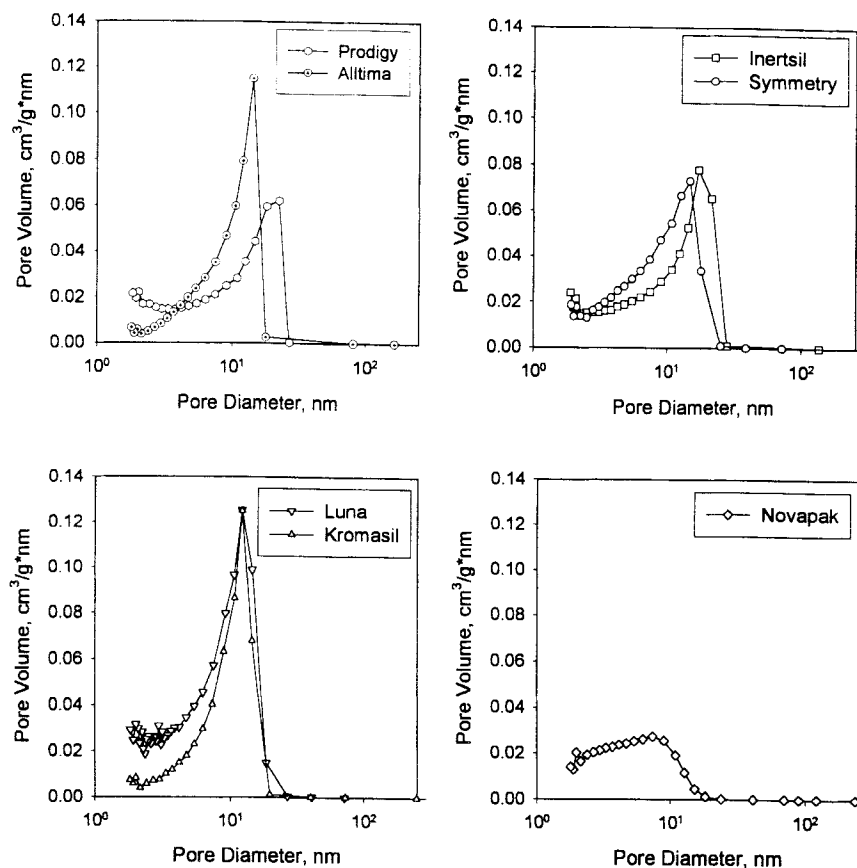 0.14
0.12
0.10
0.08
0.06
0.04
0.02
0.00
Pore Volume, cm³/g*nm
Prodigy
Alltima
10⁰ 10¹ 10²
Pore Diameter, nm
0.14
0.12
0.10
0.08
0.06
0.04
0.02
0.00
Pore Volume, cm³/g*nm
Inertsil
Symmetry
10⁰ 10¹ 10²
Pore Diameter, nm
0.14
0.12
0.10
0.08
0.06
0.04
0.02
0.00
Pore Volume, cm³/g*nm
Luna
Kromasil
10⁰ 10¹ 10²
Pore Diameter, nm
0.14
0.12
0.10
0.08
0.06
0.04
0.02
0.00
Pore Volume, cm³/g*nm
Novapak
10⁰ 10¹ 10²
Pore Diameter, nm